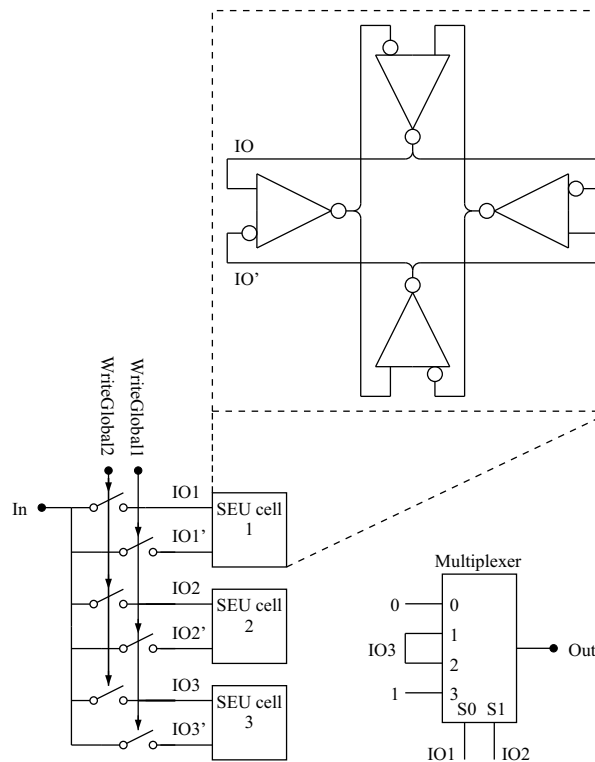 IO
IO'
WriteGlobal2
WriteGlobal1
In
IO1
SEU cell
1
IO1'
IO2
SEU cell
2
IO2'
IO3
SEU cell
3
IO3'
Multiplexer
0
0
1
IO3
2
1
3
Out
S0 S1
IO1
IO2